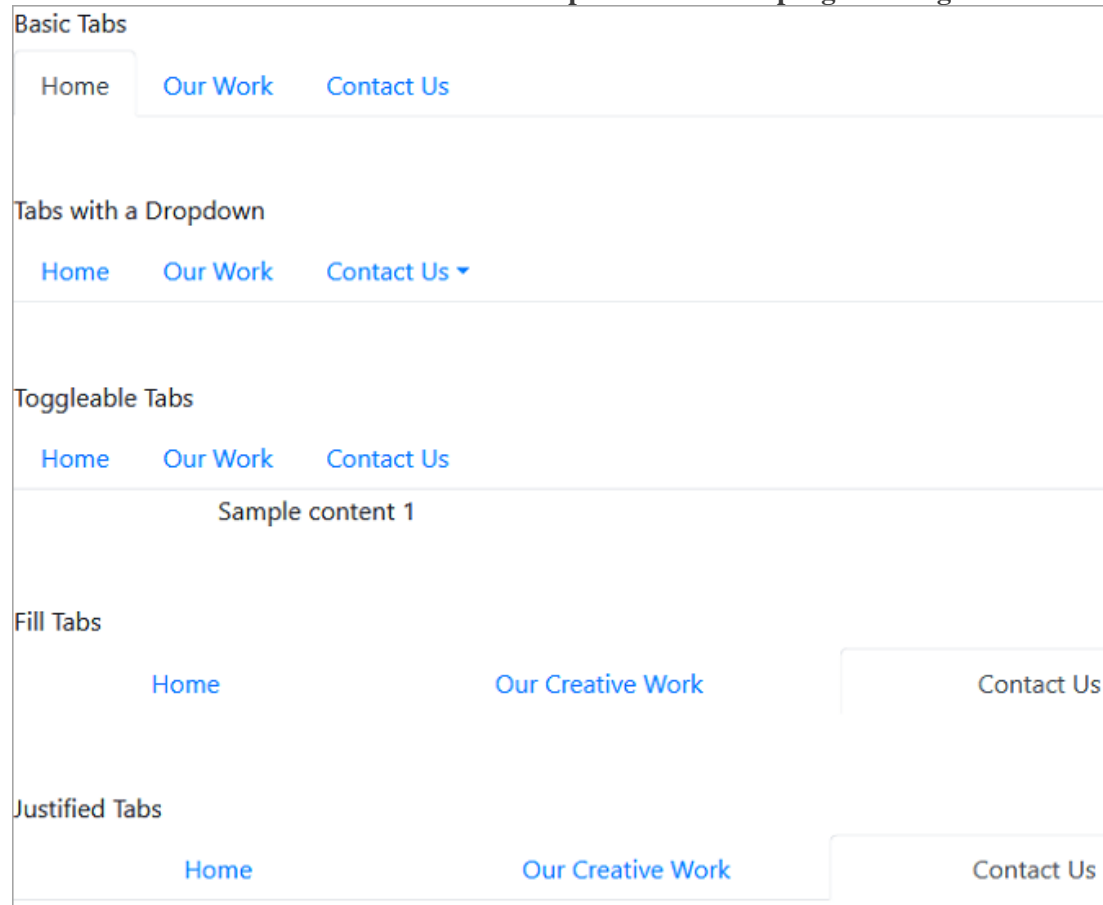 Basic Tabs
Home Our Work Contact Us
Tabs with a Dropdown
Home Our Work Contact Us
Toggleable Tabs
Home Our Work Contact Us
Sample content 1
Fill Tabs
Home Our Creative Work Contact Us
Justified Tabs
Home Our Creative Work Contact Us